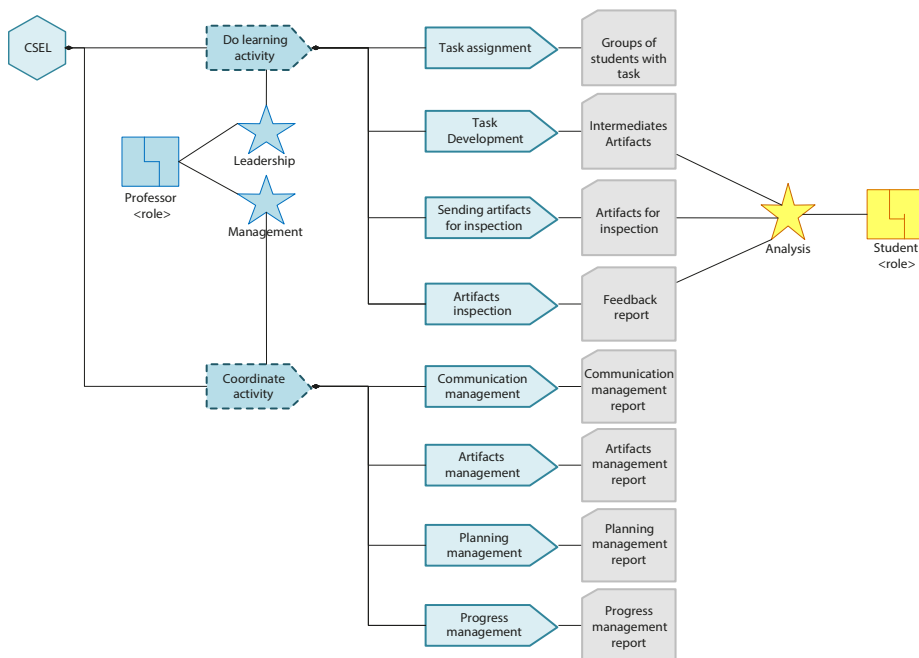 CSEL
Do learning
activity
Task assignment
Groups of
students with
task
Task
Development
Intermediates
Artifacts
Leadership
Professor
<role>
Management
Sending artifacts
for inspection
Artifacts for
inspection
Analysis
Student
<role>
Artifacts
inspection
Feedback
report
Coordinate
activity
Communication
management
Communication
management
report
Artifacts
management
Artifacts
management
report
Planning
management
Planning
management
report
Progress
management
Progress
management
report